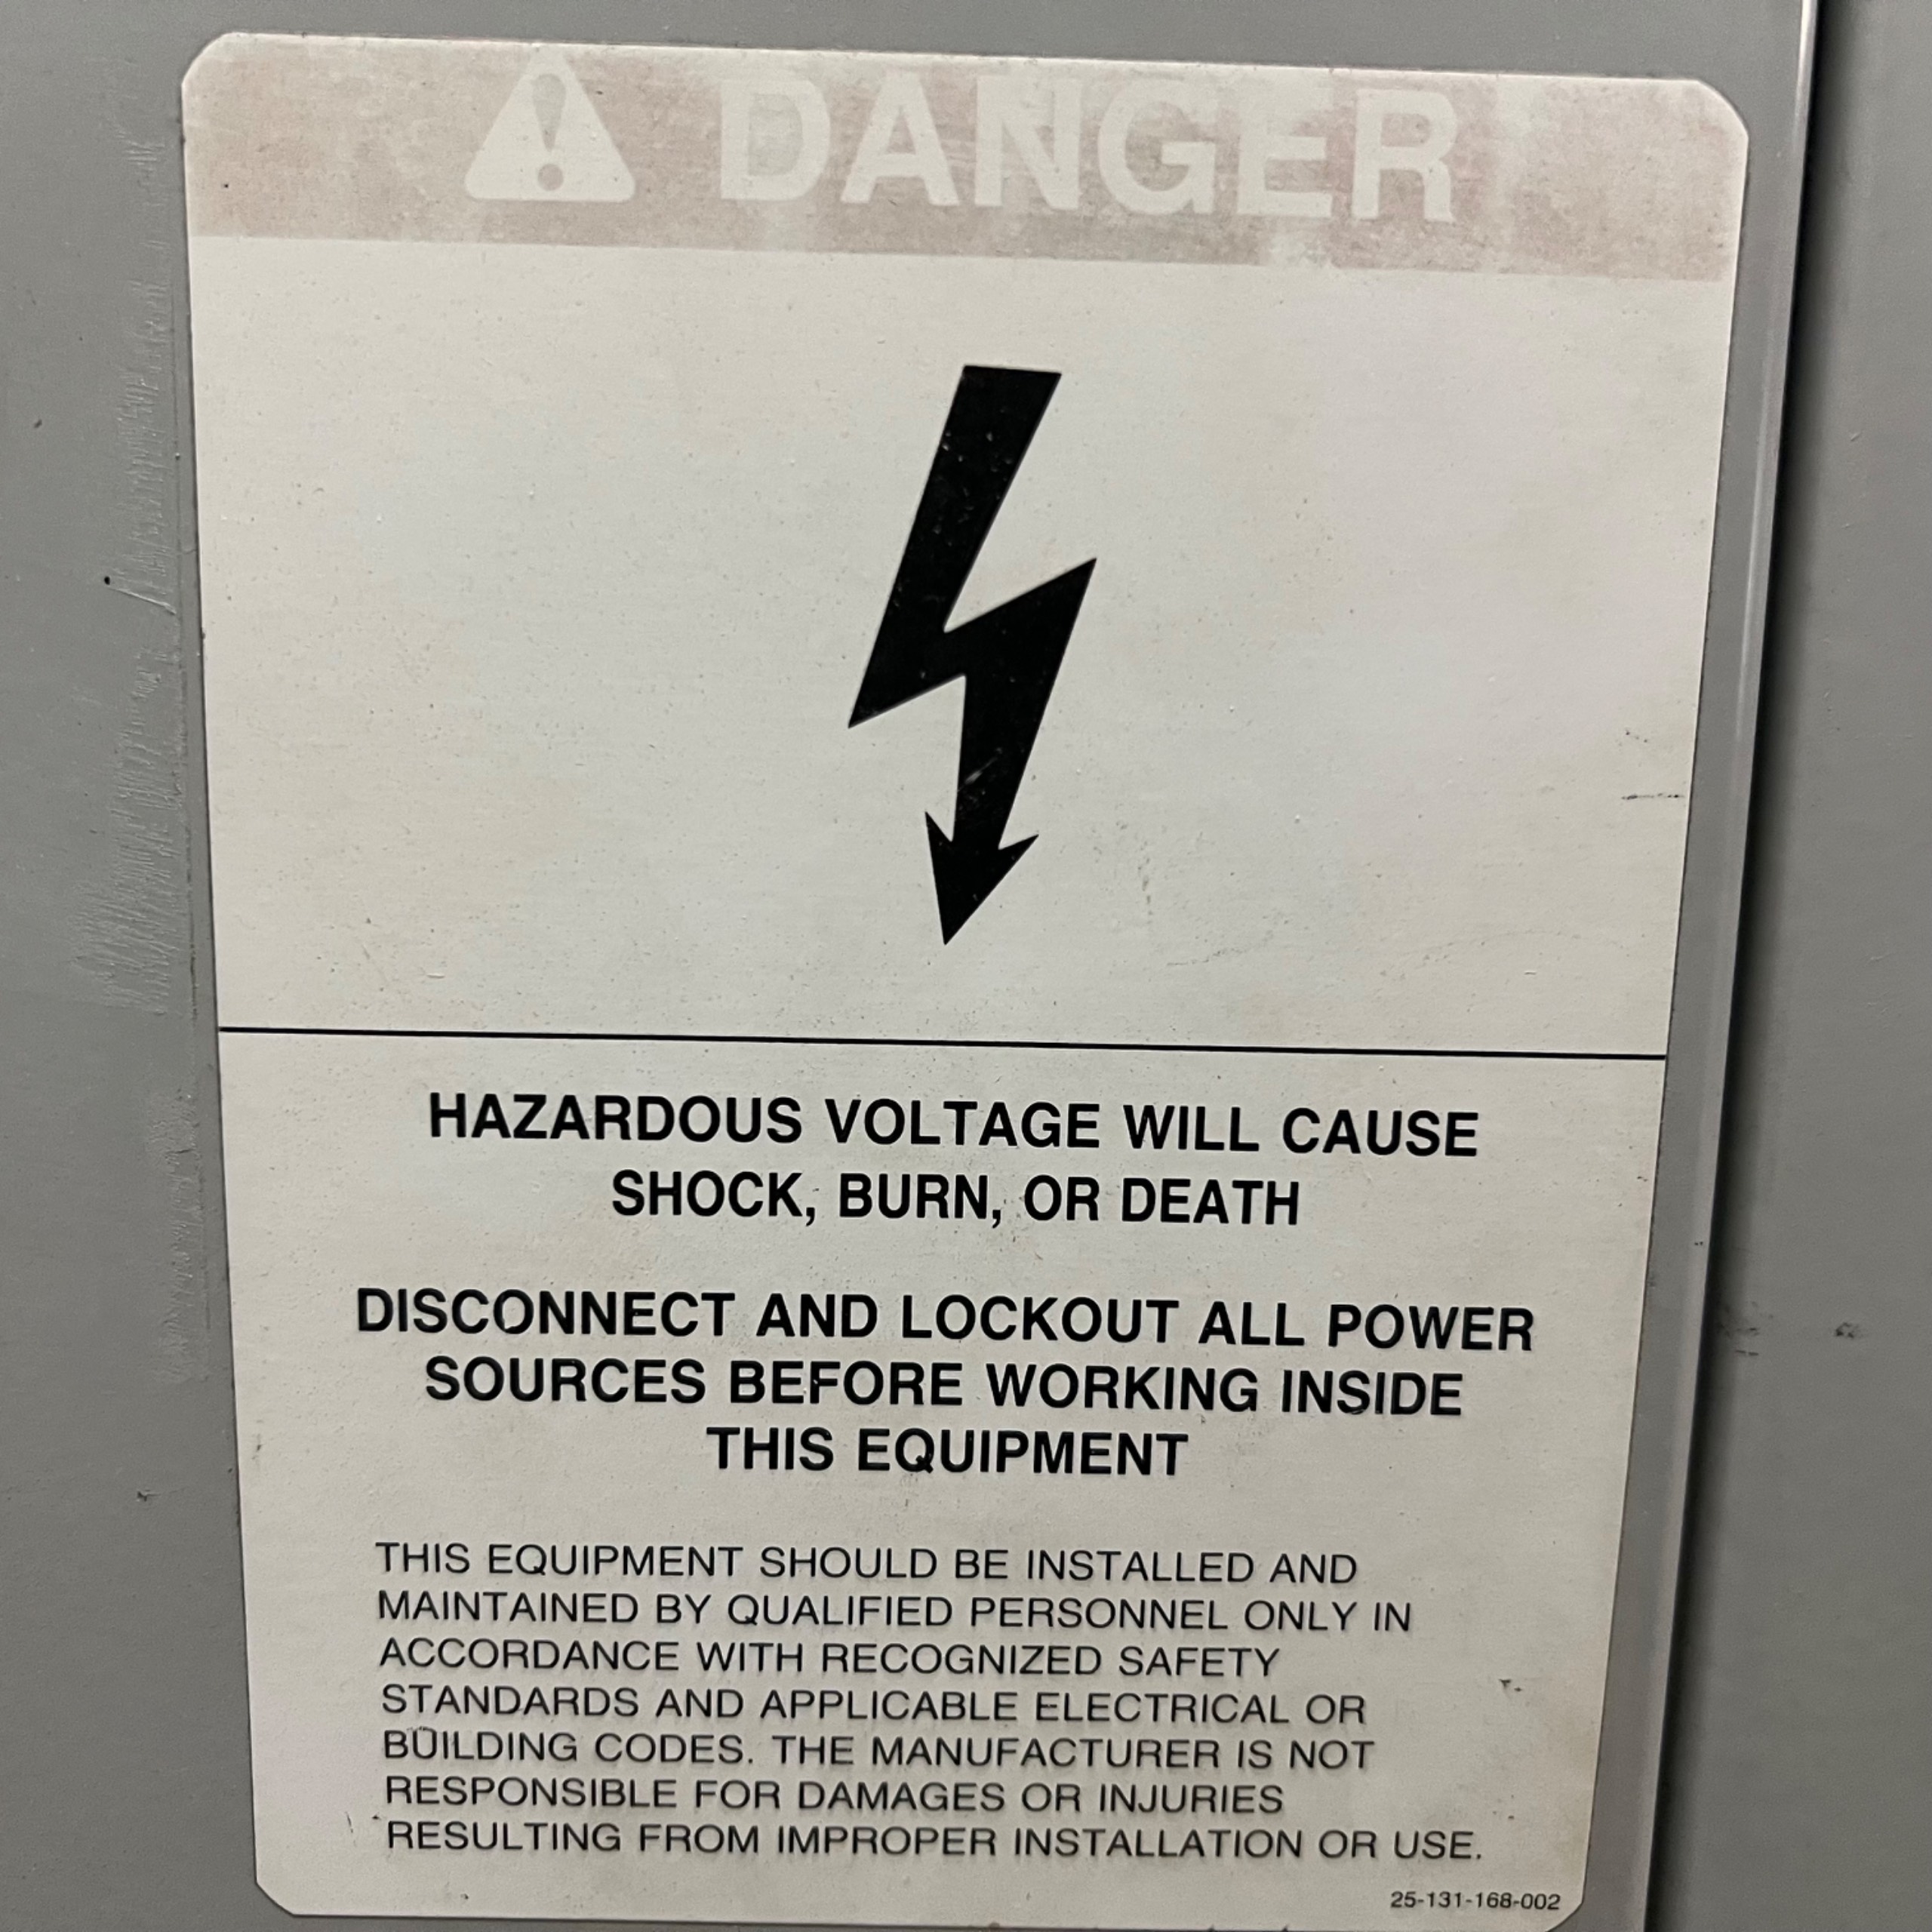 DANGER
HAZARDOUS VOLTAGE WILL CAUSE
SHOCK, BURN, OR DEATH
DISCONNECT AND LOCKOUT ALL POWER
SOURCES BEFORE WORKING INSIDE
THIS EQUIPMENT
THIS EQUIPMENT SHOULD BE INSTALLED AND
MAINTAINED BY QUALIFIED PERSONNEL ONLY IN
ACCORDANCE WITH RECOGNIZED SAFETY
STANDARDS AND APPLICABLE ELECTRICAL OR
BUILDING CODES. THE MANUFACTURER IS NOT
RESPONSIBLE FOR DAMAGES OR INJURIES
RESULTING FROM IMPROPER INSTALLATION OR USE.
25-131-168-002